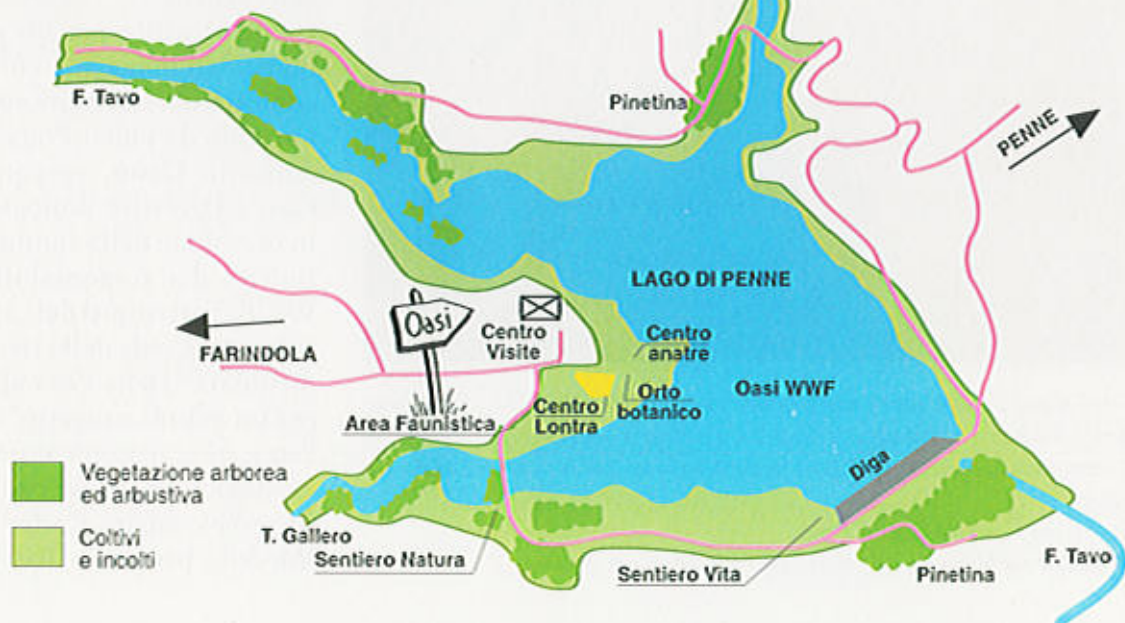 F. Tavo
Pinetina
PENNE
LAGO DI PENNE
Oasi
Centro
Visite
FARINDOLA
Centro
anatre
Oasi WWF
Orto
botanico
Centro
Lontra
Area Faunistica
Diga
Vegetazione arborea
ed arbustiva
Coltivi
e incolti
T. Gallero
Sentiero Natura
Sentiero Vita
Pinetina
F. Tavo